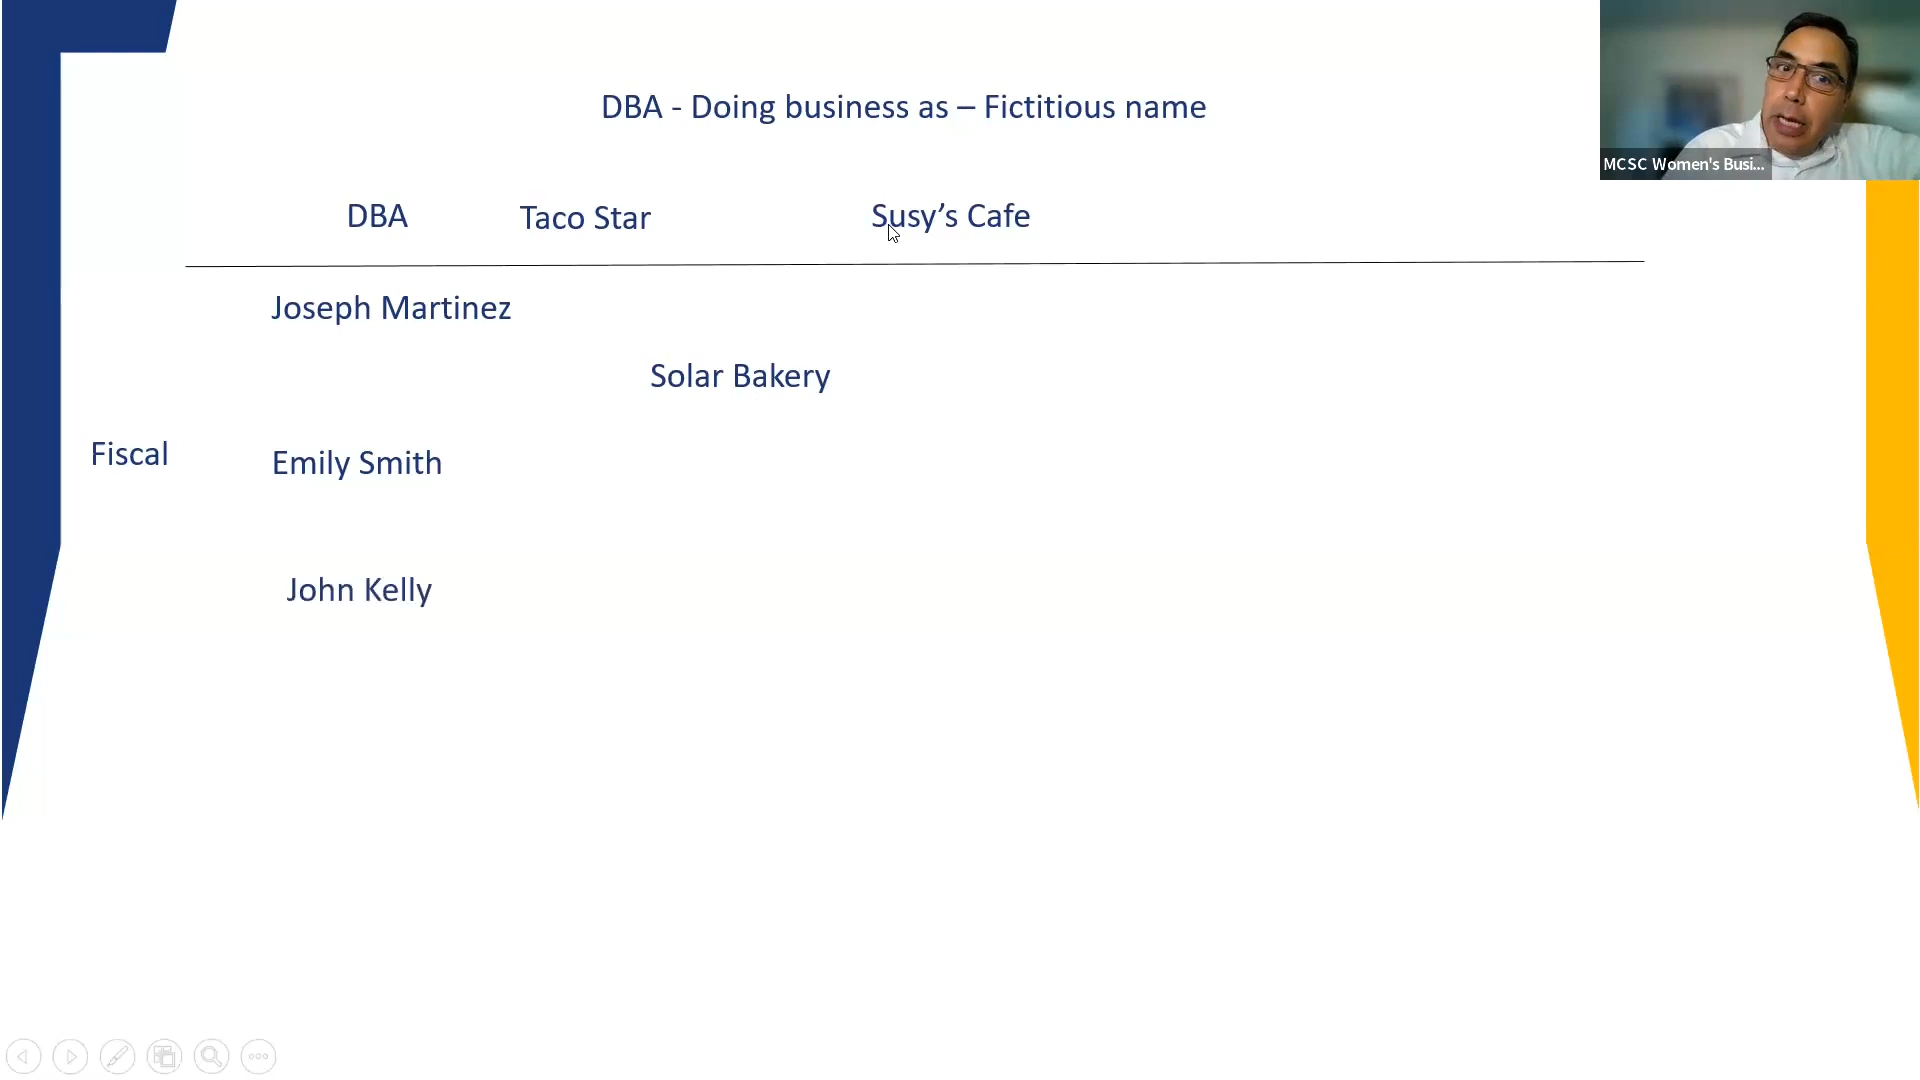 DBA - Doing business as – Fictitious name
MCSC Women's Busi...
DBA Taco Star Susy’s Cafe
Joseph Martinez
Solar Bakery
Fiscal Emily Smith
John Kelly